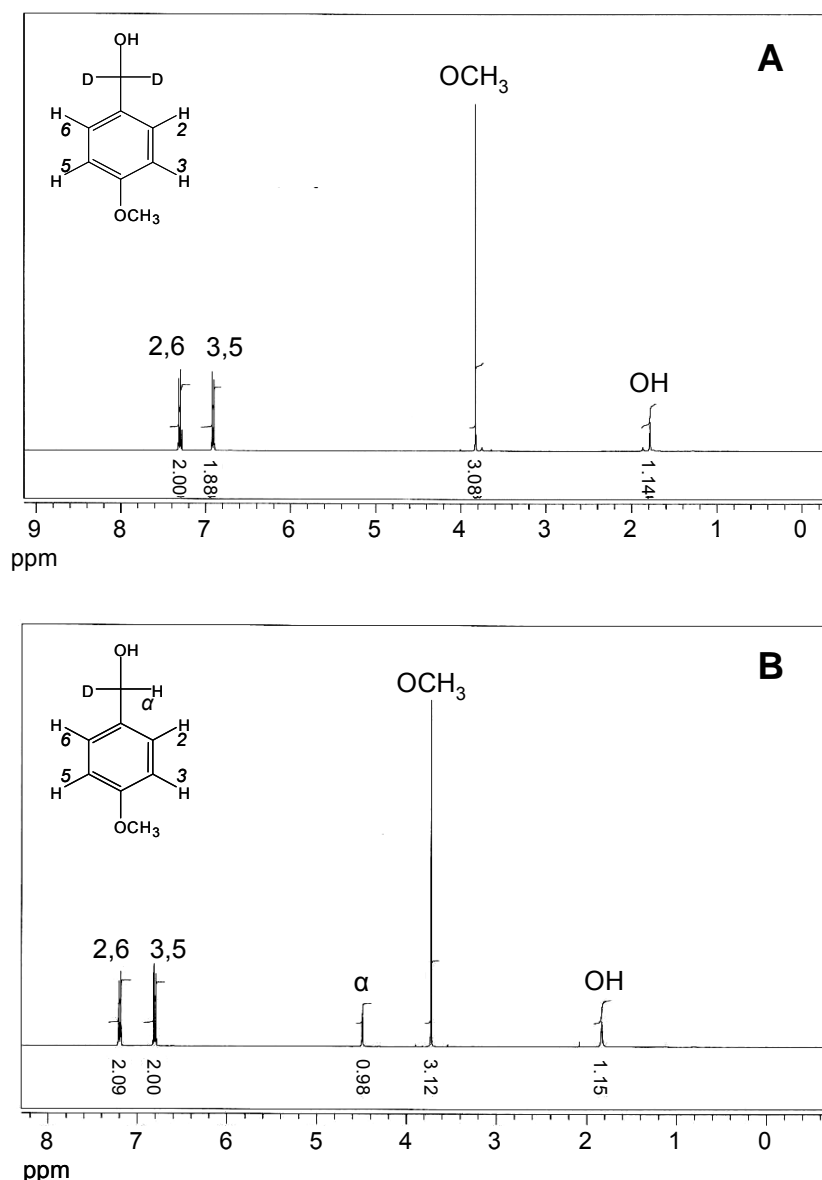 A
OH
D D
H H
6 2
5 3
H H
OCH3
OCH3
2,6 3,5
OH
2.00
1.88
3.08
1.14
9 8 7 6 5 4 3 2 1 0
ppm
B
OH
D H
α
H H
6 2
5 3
H H
OCH3
OCH3
2,6 3,5
α
OH
2.09
2.00
0.98
3.12
1.15
8 7 6 5 4 3 2 1 0
ppm